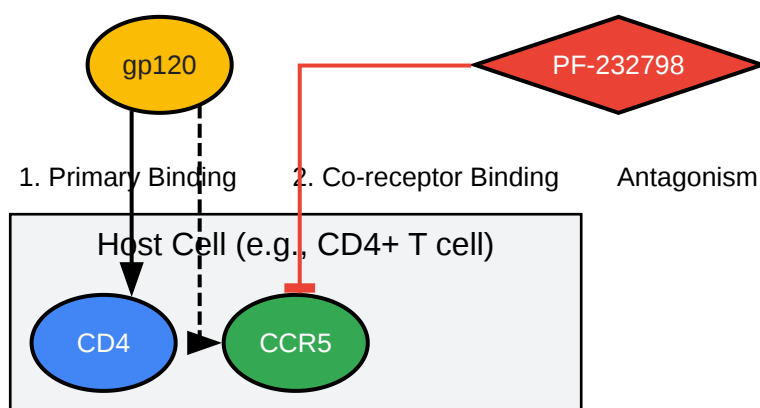 gp120
PF-232798
1. Primary Binding
2. Co-receptor Binding
Antagonism
Host Cell (e.g., CD4+ T cell)
CD4
CCR5